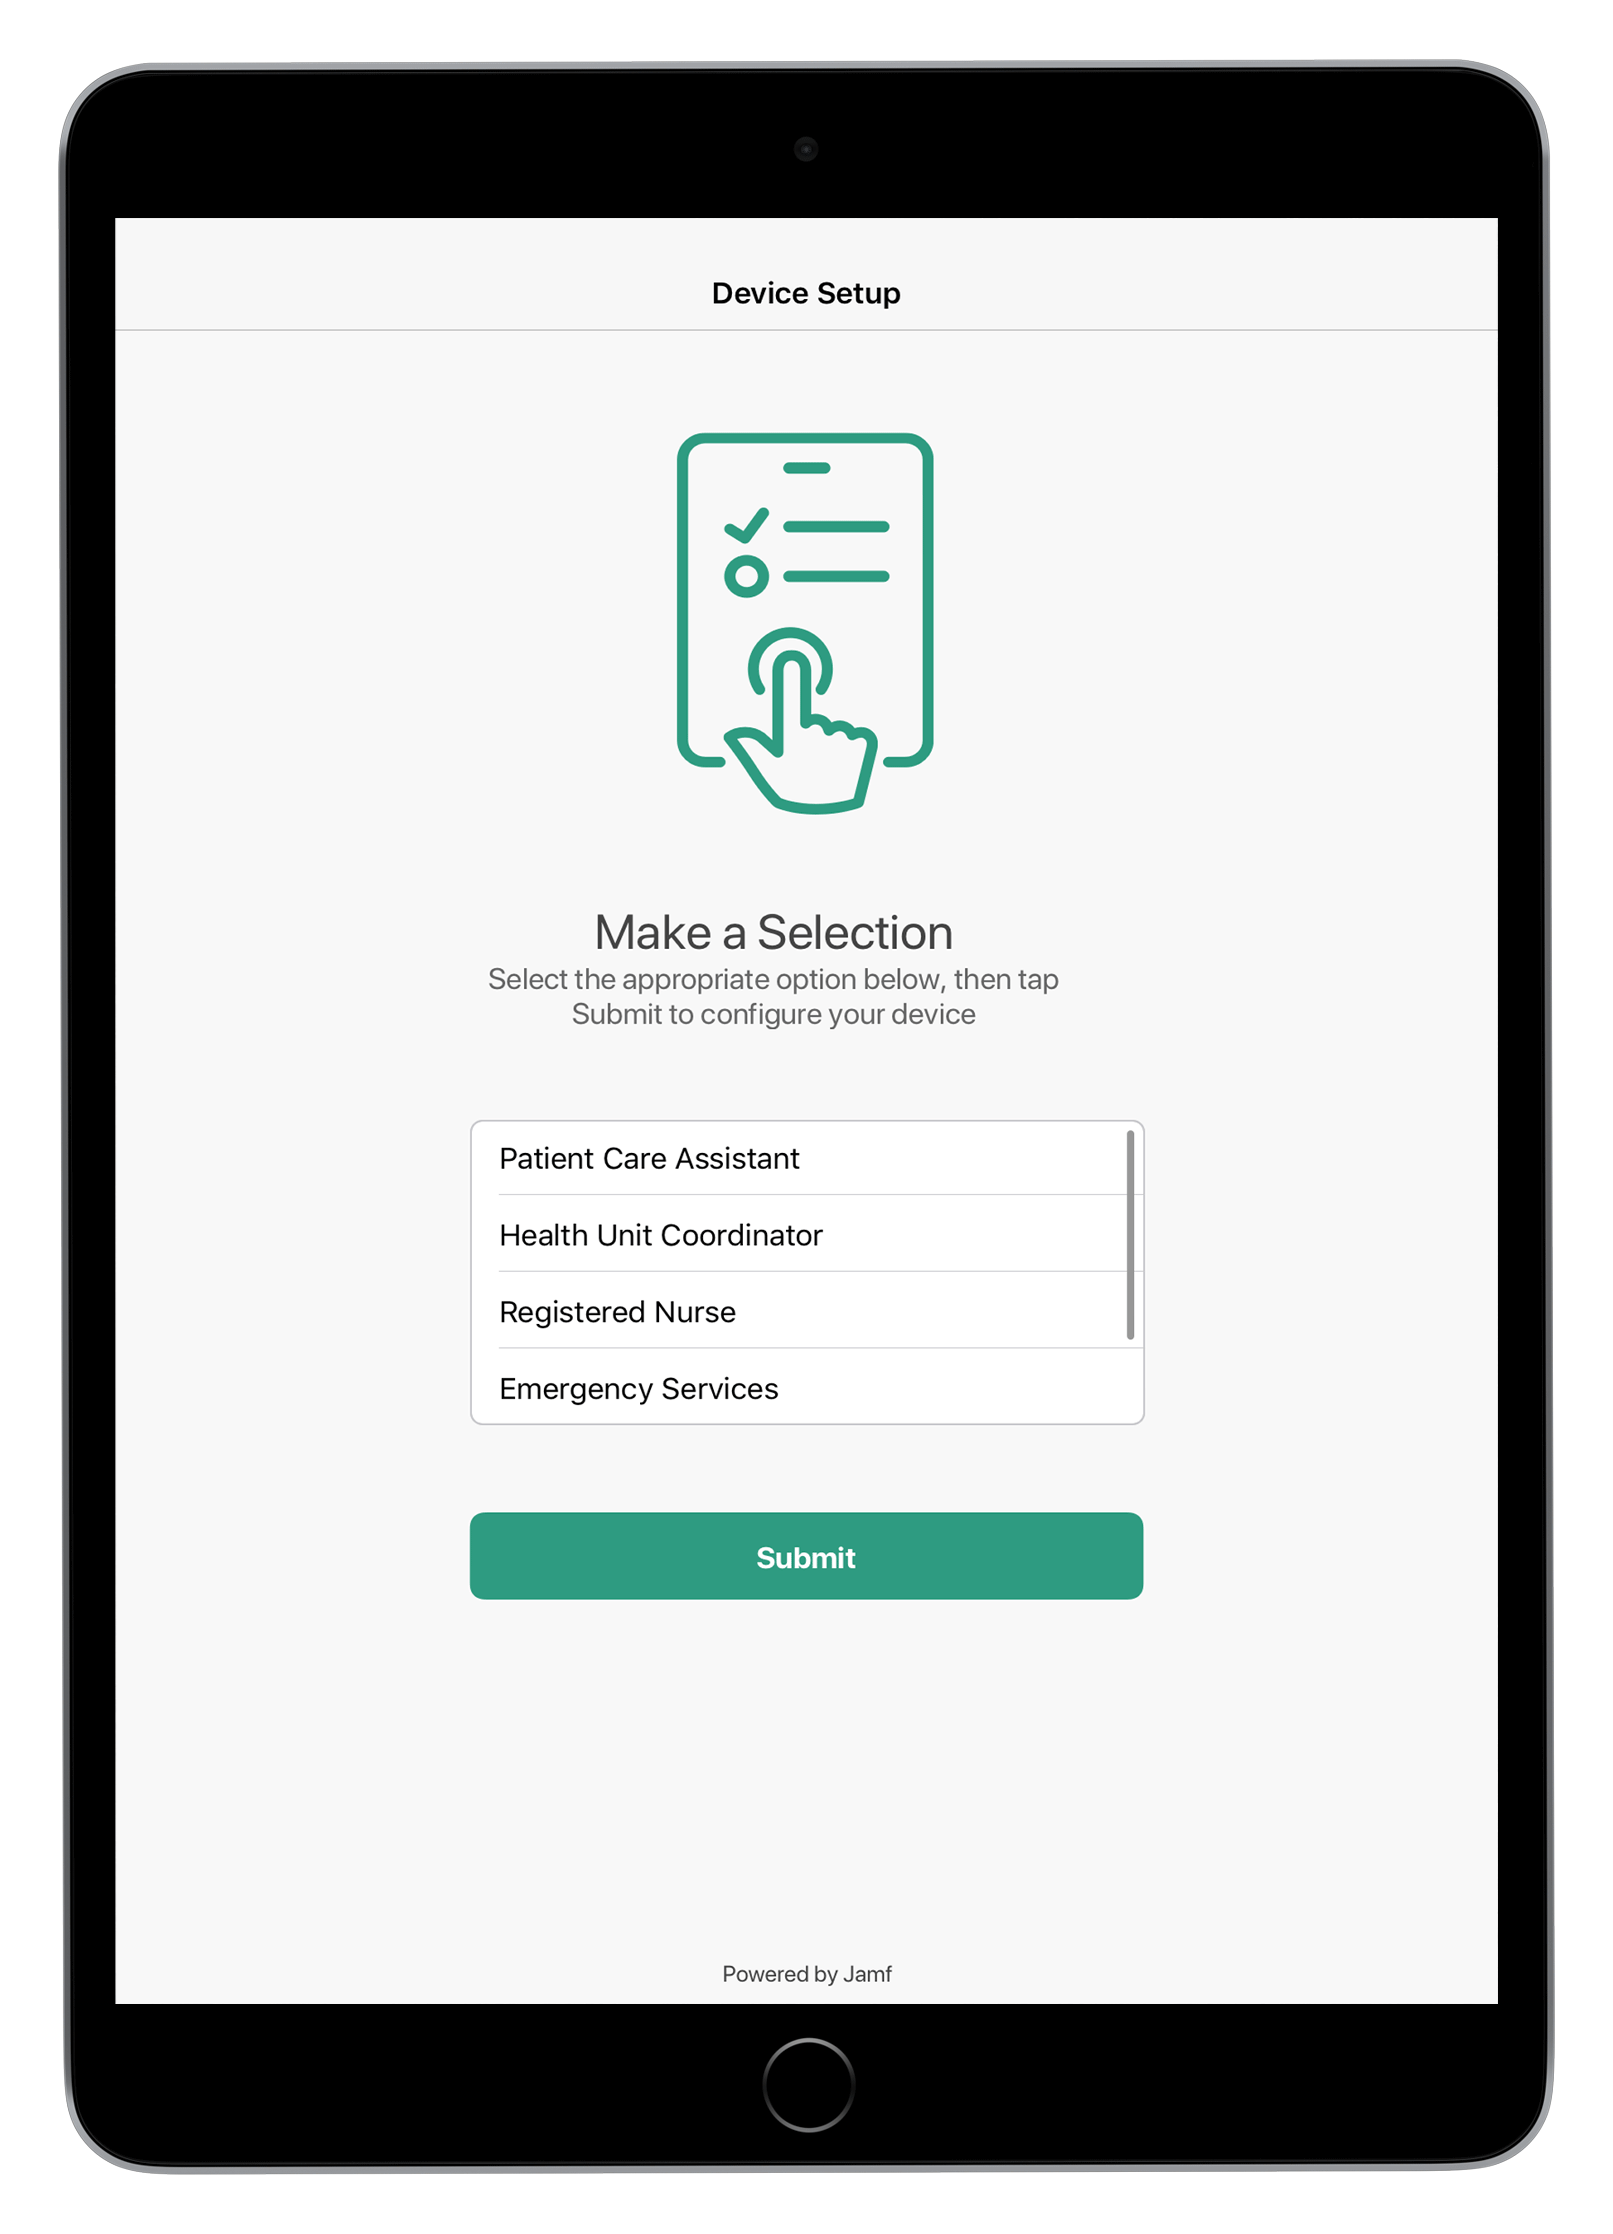 Device Setup
Make a Selection
Select the appropriate option below, then tap
Submit to configure your device
Patient Care Assistant
Health Unit Coordinator
Registered Nurse
Emergency Services
Submit
Powered by Jamf